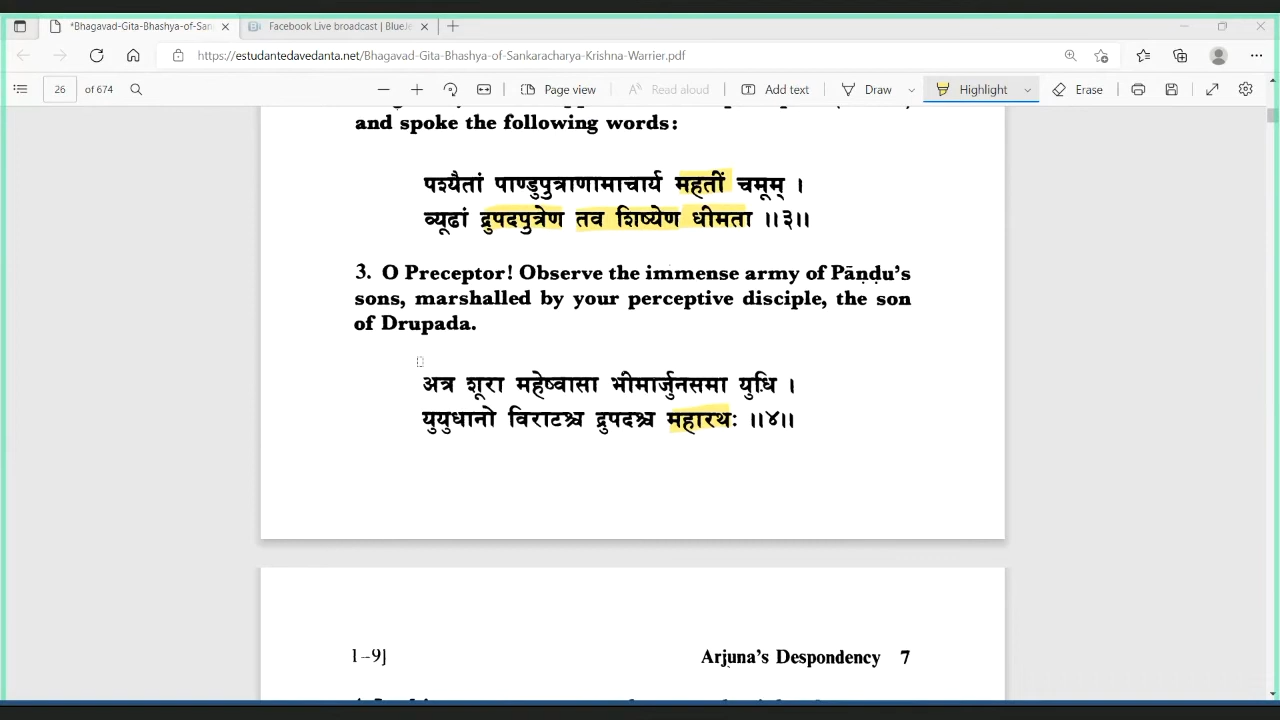 *Bhagavad-Gita-Bhashya-of-San
Facebook Live broadcast | BlueJe
https://estudantedavedanta.net/Bhagavad-Gita-Bhashya-of-Sankaracharya-Krishna-Warrier.pdf
26 of 674 Page view Read aloud Add text Draw Highlight Erase
and spoke the following words:
पश्यैतां पाण्डुपुत्राणामाचार्य महतीं चमूम् ।
व्यूढां द्रुपदपुत्रेण तव शिष्येण धीमता ॥३॥
3. O Preceptor! Observe the immense army of Pāṇḍu's
sons, marshalled by your perceptive disciple, the son
of Drupada.
अत्र शूरा महेष्वासा भीमार्जुनसमा युधि ।
युयुधानो विराटश्च द्रुपदश्च महारथः ॥४॥
1-9] Arjuna's Despondency 7